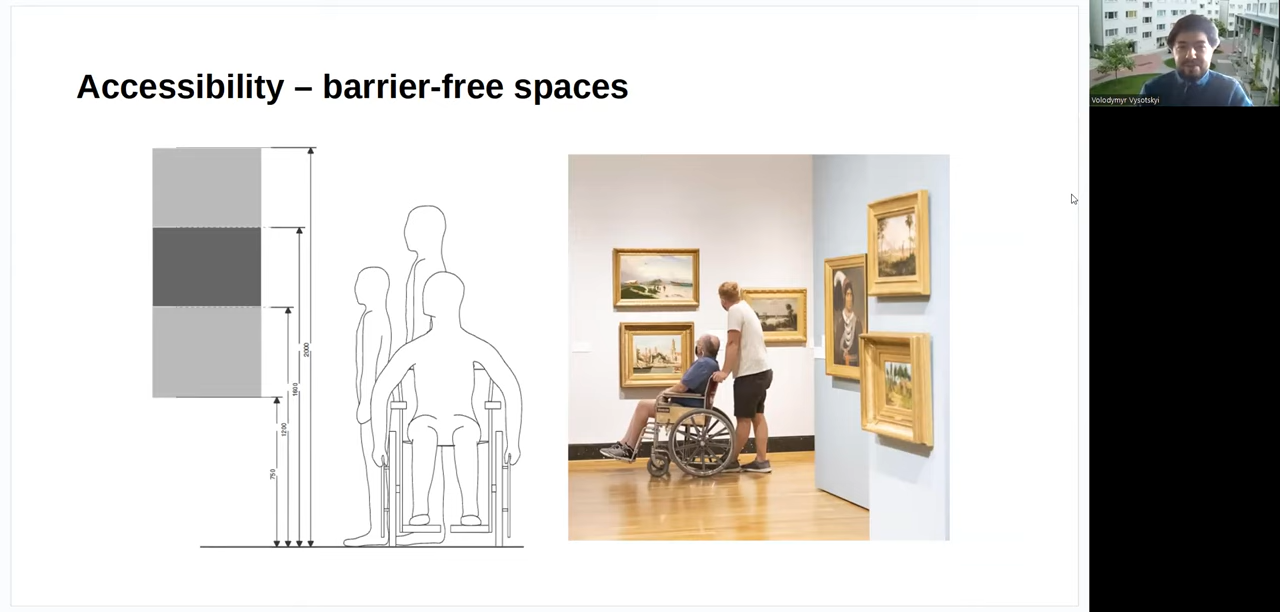 Accessibility – barrier-free spaces
2000
1600
1200
750
Volodymyr Vysotskyi